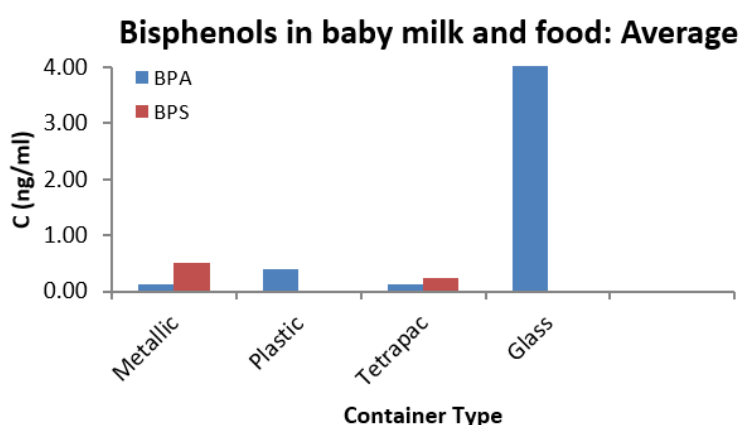 Bisphenols in baby milk and food: Average
4.00
3.00
2.00
1.00
0.00
C (ng/ml)
BPA
BPS
Metallic
Plastic
Tetrapac
Glass
Container Type